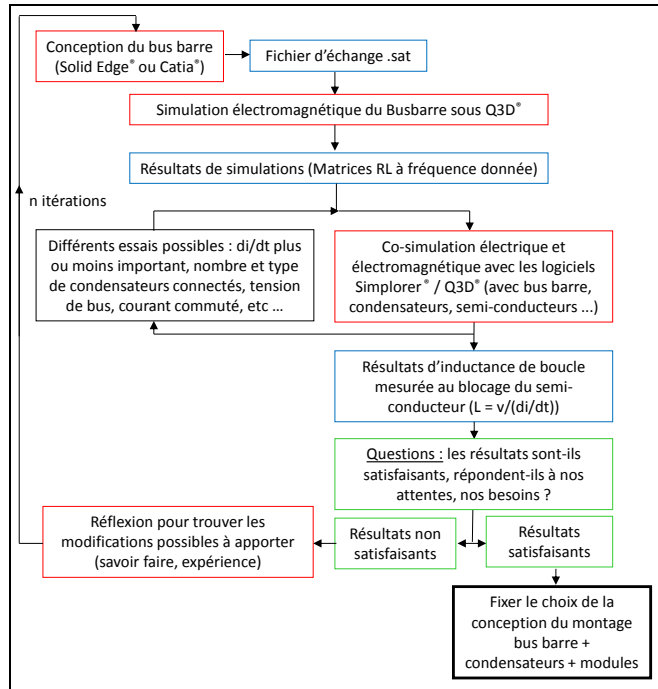 Conception du bus barre
(Solid Edge® ou Catia®)
Fichier d'échange .sat
Simulation électromagnétique du Busbarre sous Q3D®
Résultats de simulations (Matrices RL à fréquence donnée)
n itérations
Différents essais possibles : di/dt plus
ou moins important, nombre et type
de condensateurs connectés, tension
de bus, courant commuté, etc ...
Co-simulation électrique et
électromagnétique avec les logiciels
Simplorer® / Q3D® (avec bus barre,
condensateurs, semi-conducteurs ...)
Résultats d'inductance de boucle
mesurée au blocage du semi-
conducteur (L = v/(di/dt))
Questions : les résultats sont-ils
satisfaisants, répondent-ils à nos
attentes, nos besoins ?
Réflexion pour trouver les
modifications possibles à apporter
(savoir faire, expérience)
Résultats non
satisfaisants
Résultats
satisfaisants
Fixer le choix de la
conception du montage
bus barre +
condensateurs + modules